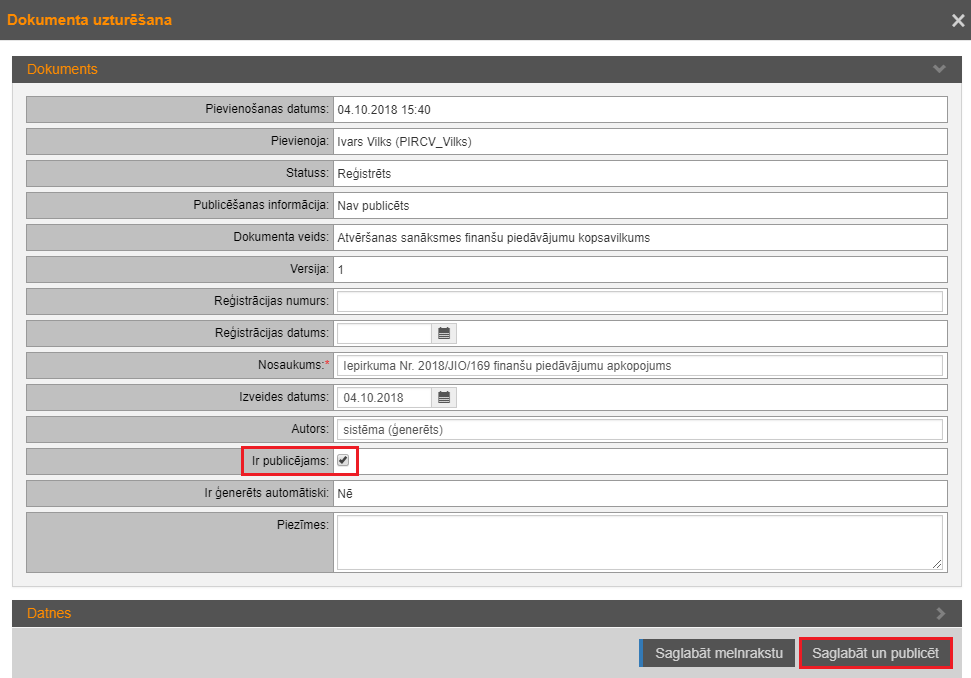 Dokumenta uzturēšana
Dokuments
Pievienošanas datums: 04.10.2018 15:40
Pievienoja: Ivars Vilks (PIRCV_Vilks)
Statuss: Reģistrēts
Publicēšanas informācija: Nav publicēts
Dokumenta veids: Atvēršanas sanāksmes finanšu piedāvājumu kopsavilkums
Versija: 1
Reģistrācijas numurs:
Reģistrācijas datums:
Nosaukums:* Iepirkuma Nr. 2018/JIO/169 finanšu piedāvājumu apkopojums
Izveides datums: 04.10.2018
Autors: sistēma (ģenerēts)
Ir publicējams:
Ir ģenerēts automātiski: Nē
Piezīmes:
Datnes
Saglabāt melnrakstu Saglabāt un publicēt